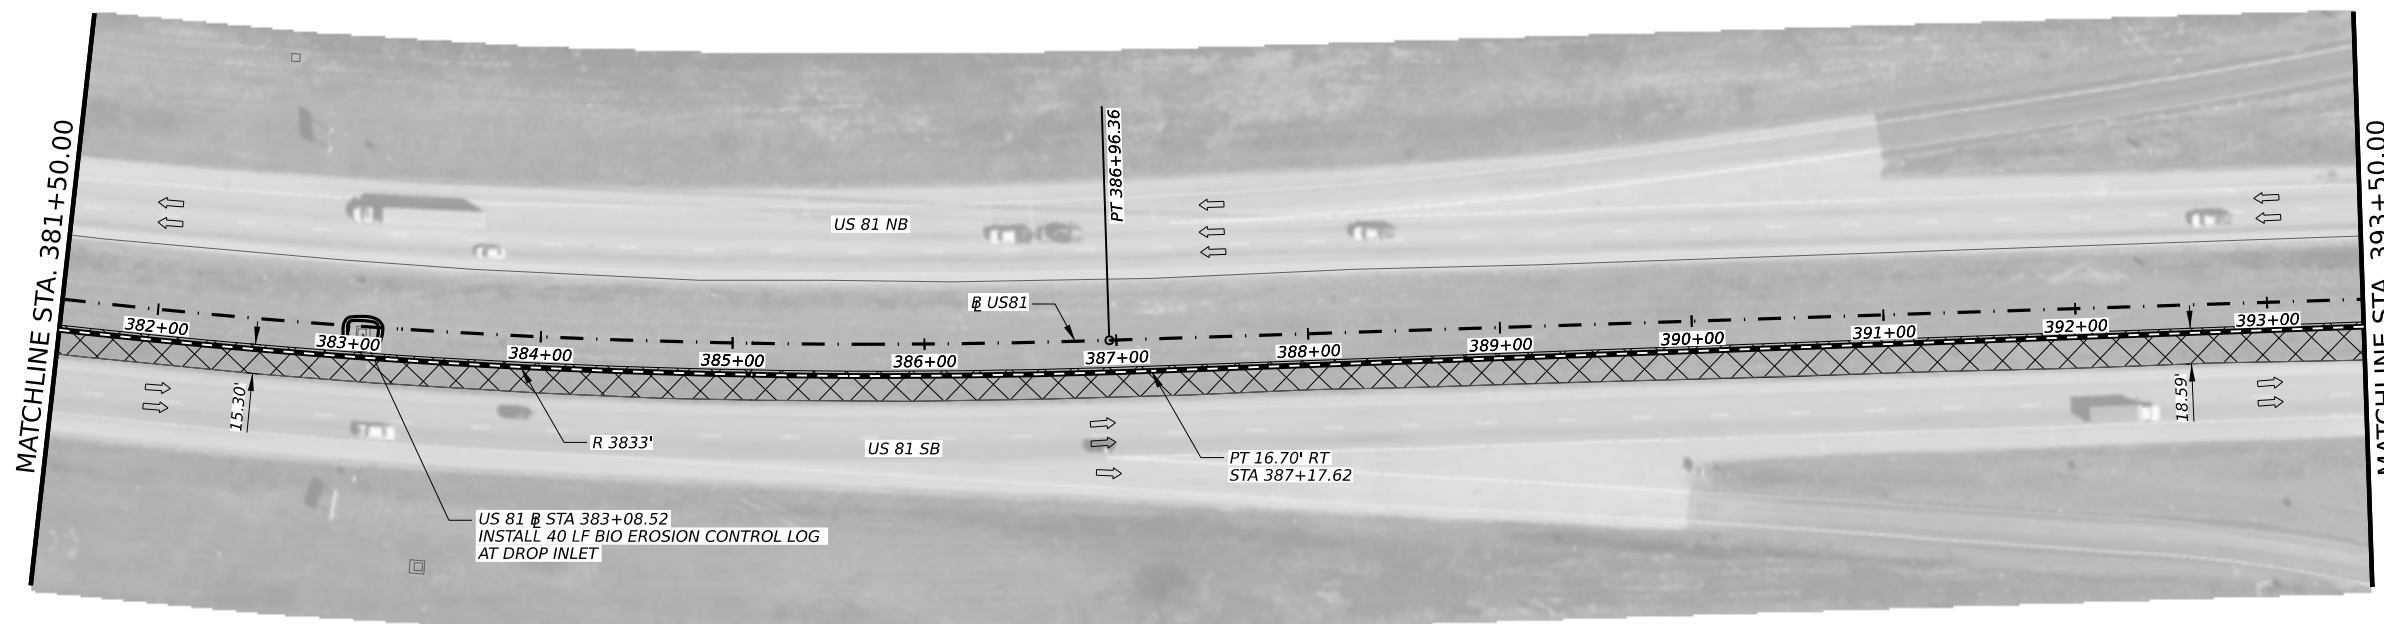 MATCHLINE STA. 381+50.00
PT 386+96.36
MATCHLINE STA. 393+50.00
US 81 NB
℄ US81
382+00
383+00
384+00
385+00
386+00
387+00
388+00
389+00
390+00
391+00
392+00
393+00
15.30'
18.59'
R 3833'
US 81 SB
PT 16.70' RT
STA 387+17.62
US 81 ℄ STA 383+08.52
INSTALL 40 LF BIO EROSION CONTROL LOG
AT DROP INLET